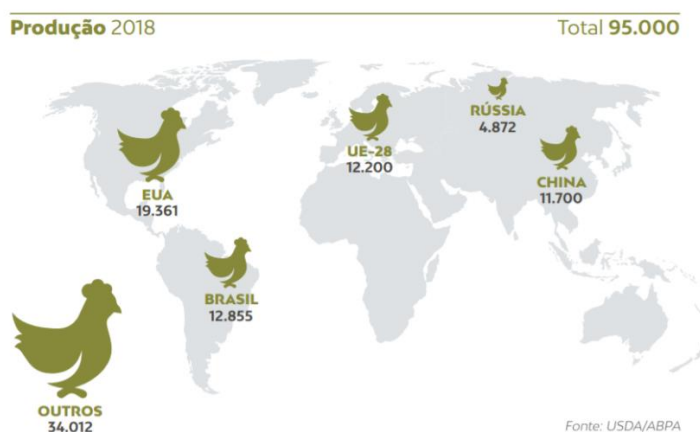 Produção 2018
Total 95.000
RÚSSIA
4.872
UE-28
12.200
CHINA
11.700
EUA
19.361
BRASIL
12.855
OUTROS
34.012
Fonte: USDA/ABPA